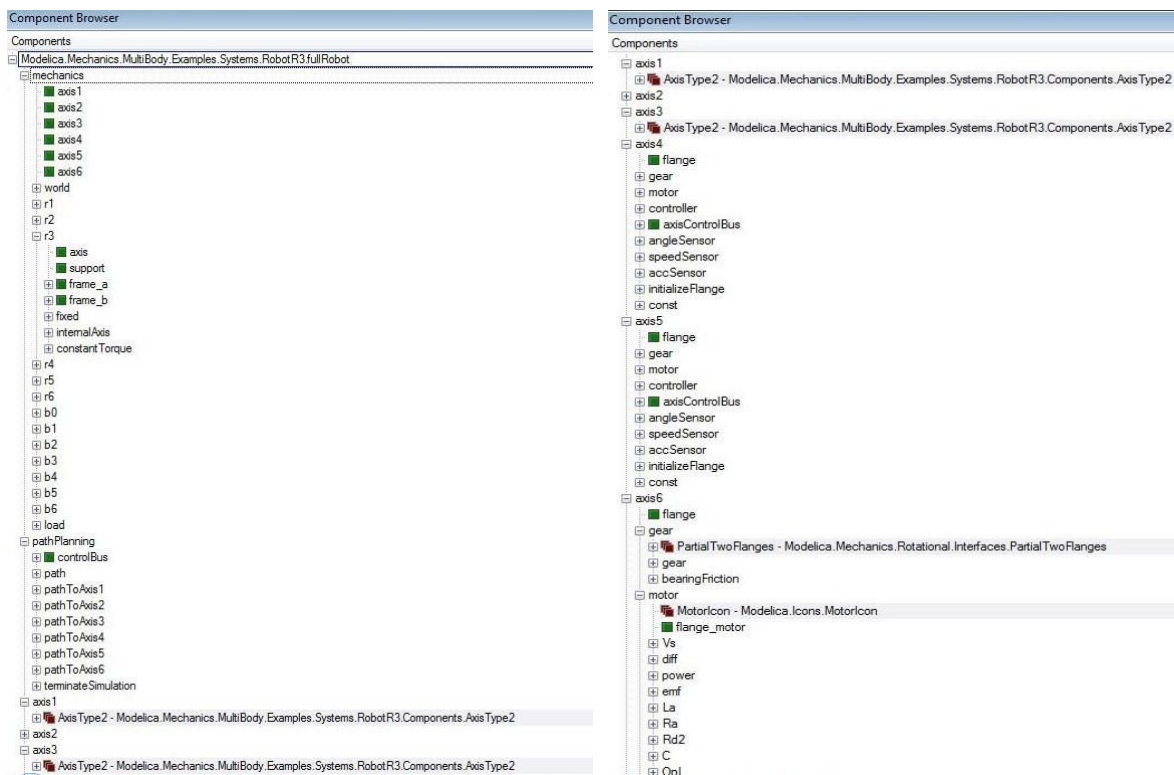 Component Browser
Components
Modelica.Mechanics.MultiBody.Examples.Systems.RobotR3.fullRobot
mechanics
axis1
axis2
axis3
axis4
axis5
axis6
world
r1
r2
r3
axis
support
frame_a
frame_b
fixed
internalAxis
constantTorque
r4
r5
r6
b0
b1
b2
b3
b4
b5
b6
load
pathPlanning
controlBus
path
pathToAxis1
pathToAxis2
pathToAxis3
pathToAxis4
pathToAxis5
pathToAxis6
terminateSimulation
axis1
AxisType2 - Modelica.Mechanics.MultiBody.Examples.Systems.RobotR3.Components.AxisType2
axis2
axis3
AxisType2 - Modelica.Mechanics.MultiBody.Examples.Systems.RobotR3.Components.AxisType2
Component Browser
Components
axis1
AxisType2 - Modelica.Mechanics.MultiBody.Examples.Systems.RobotR3.Components.AxisType2
axis2
axis3
AxisType2 - Modelica.Mechanics.MultiBody.Examples.Systems.RobotR3.Components.AxisType2
axis4
flange
gear
motor
controller
axisControlBus
angleSensor
speedSensor
accSensor
initializeFlange
const
axis5
flange
gear
motor
controller
axisControlBus
angleSensor
speedSensor
accSensor
initializeFlange
const
axis6
flange
gear
PartialTwoFlanges - Modelica.Mechanics.Rotational.Interfaces.PartialTwoFlanges
gear
bearingFriction
motor
MotorIcon - Modelica.Icons.MotorIcon
flange_motor
Vs
diff
power
emf
La
Ra
Rd2
C
OpI